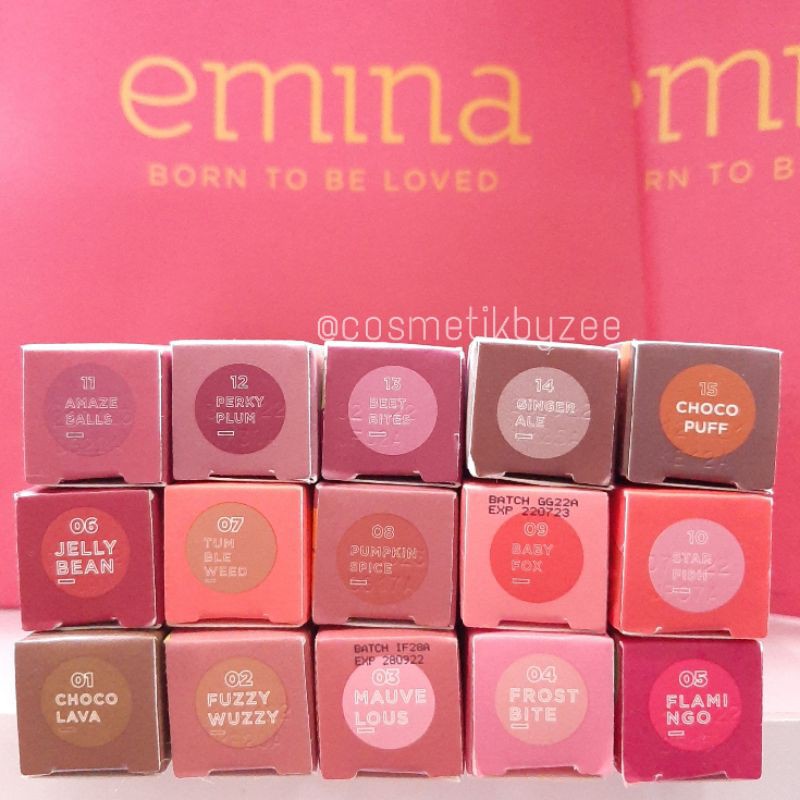 emina
BORN TO BE LOVED
emi
RN TO B
@cosmetikbyzee
11
AMAZE
BALLS
12
PERKY
PLUM
13
BEET
BITES
14
GINGER
ALE
15
CHOCO
PUFF
06
JELLY
BEAN
07
TUM
BLE
WEED
08
PUMPKIN
SPICE
BATCH GG22A
EXP 220723
09
BABY
FOX
10
STAR
FISH
01
CHOCO
LAVA
02
FUZZY
WUZZY
BATCH IF28A
EXP 280922
03
MAUVE
LOUS
04
FROST
BITE
05
FLAMI
NGO